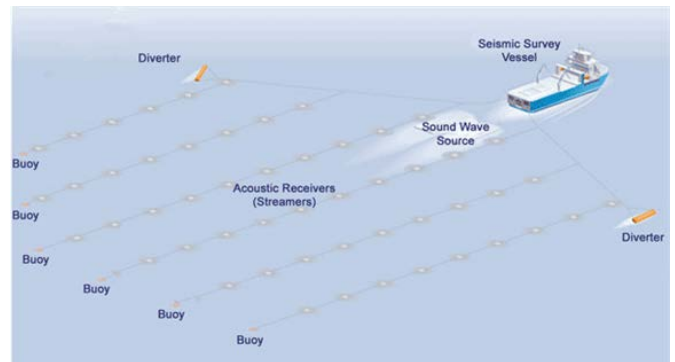 Seismic Survey
Vessel
Diverter
Sound Wave
Source
Buoy
Acoustic Receivers
(Streamers)
Buoy
Diverter
Buoy
Buoy
Buoy
Buoy